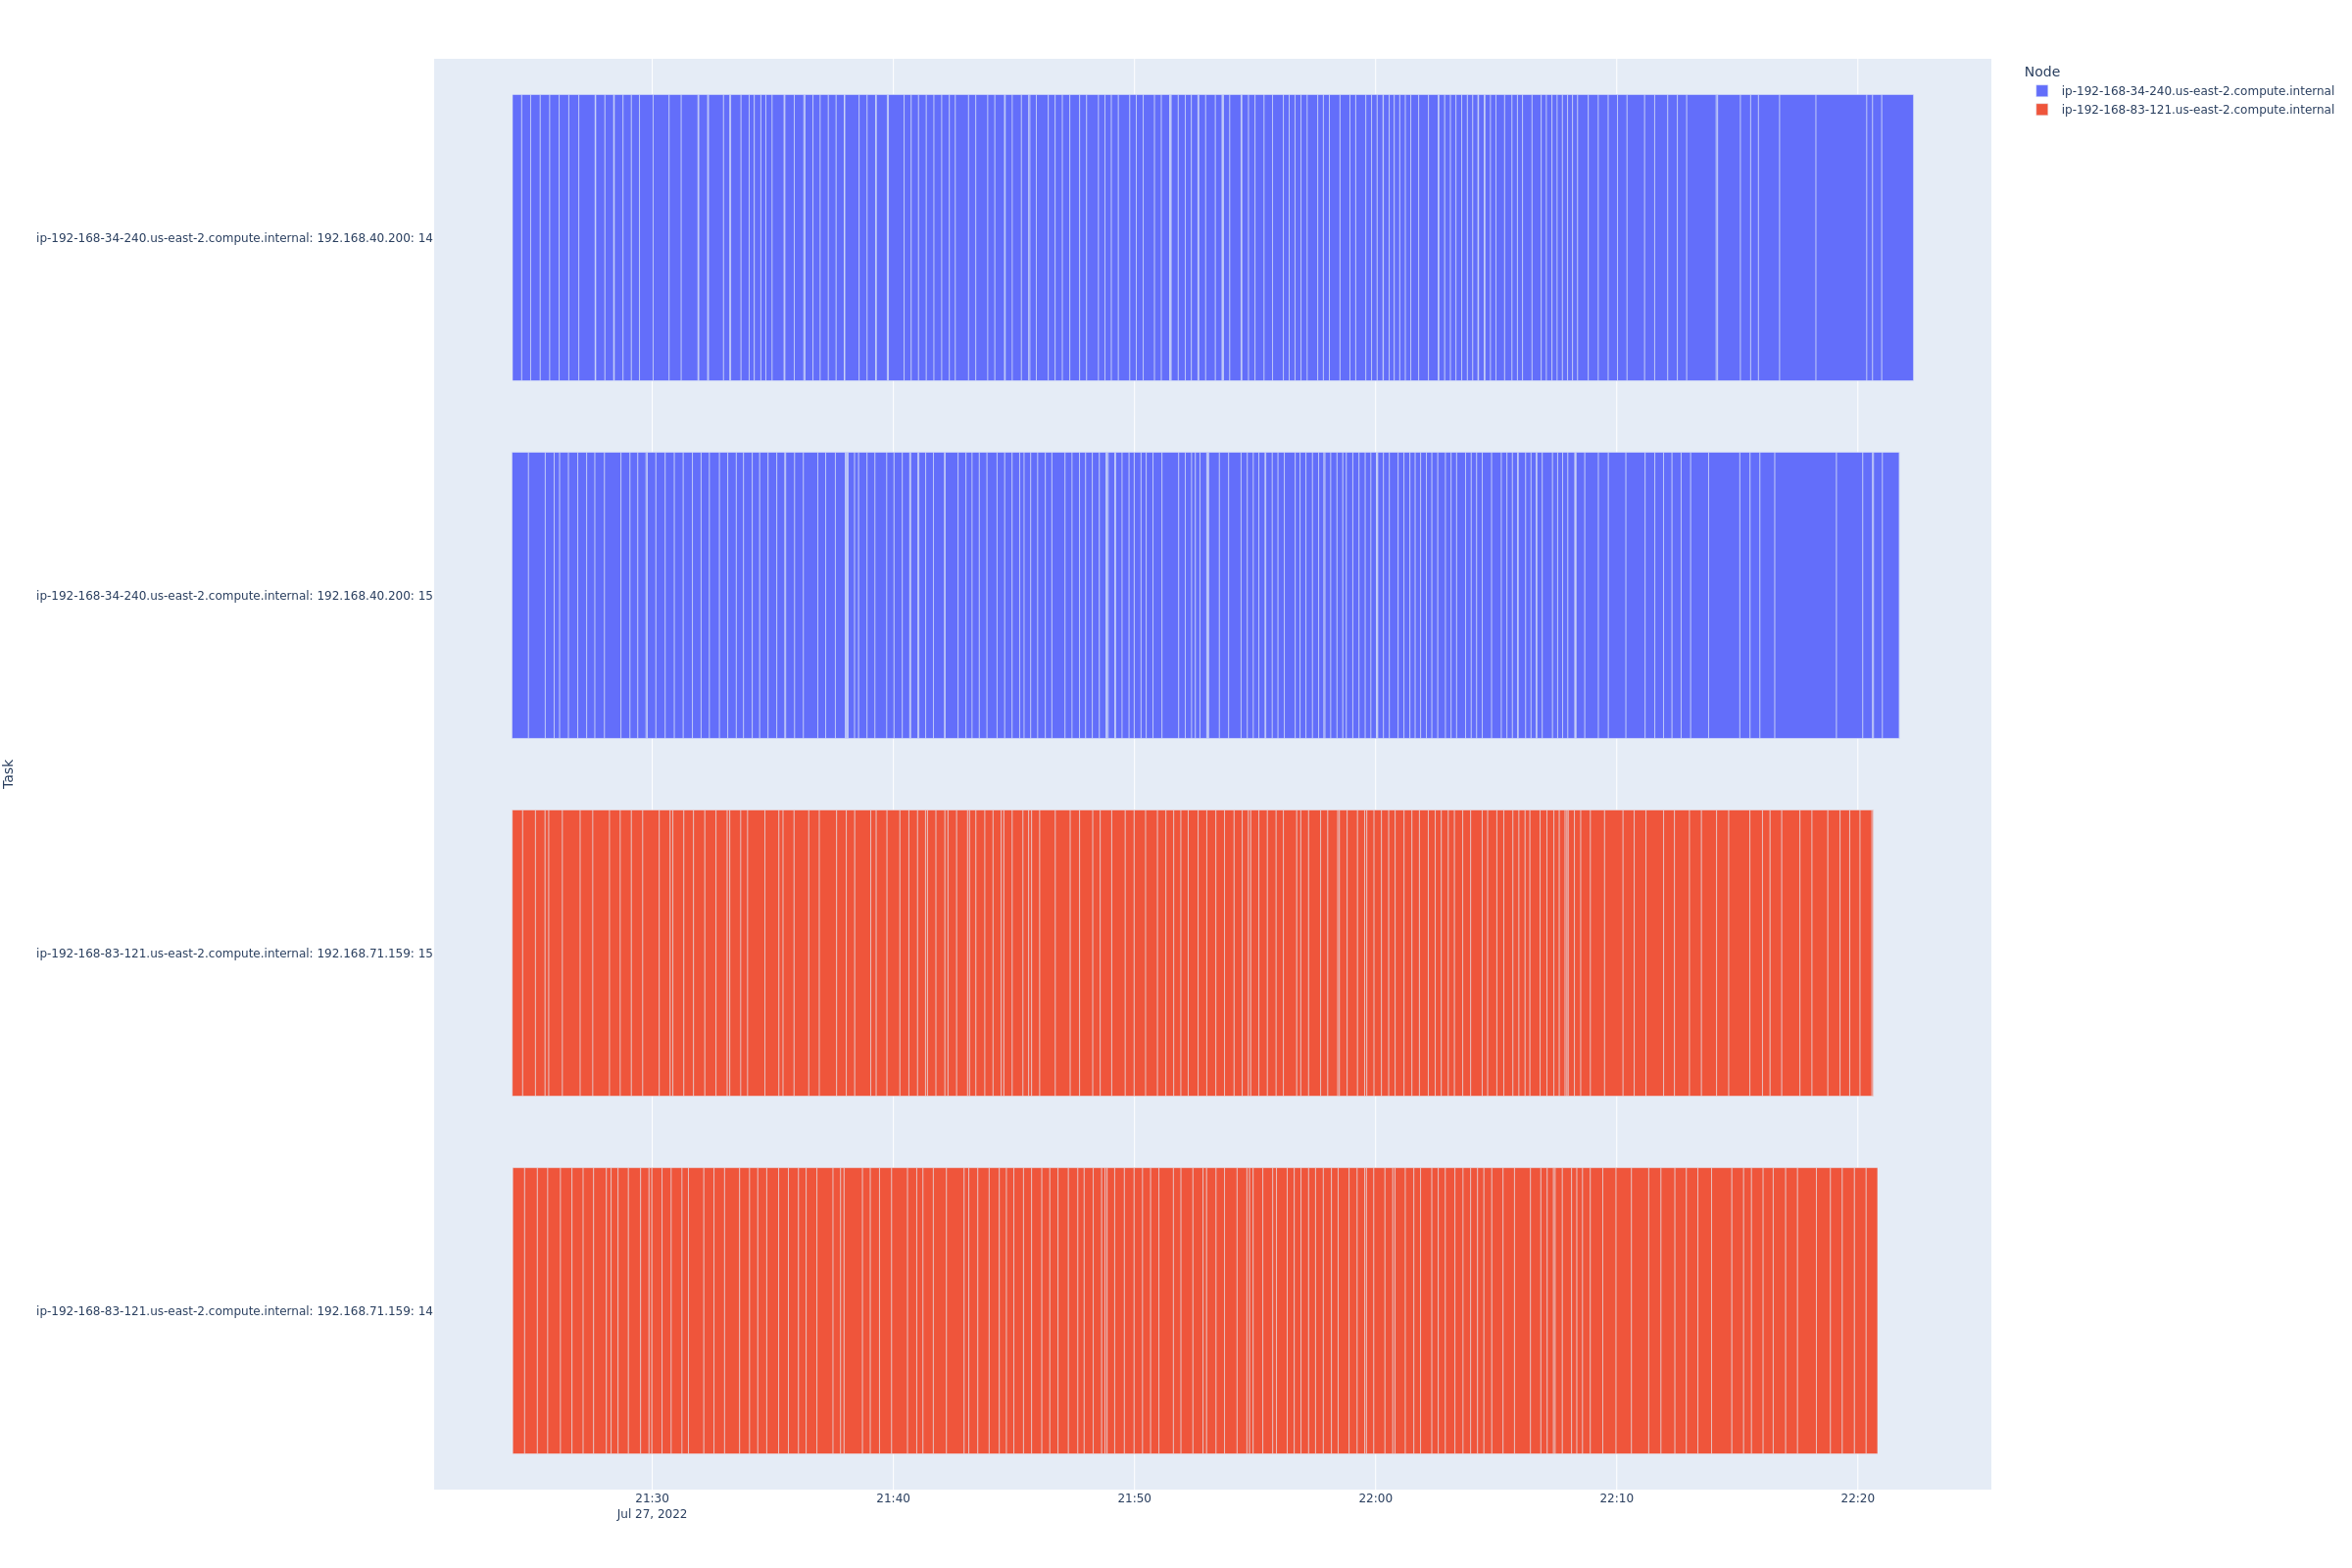 Node
ip-192-168-34-240.us-east-2.compute.internal
ip-192-168-83-121.us-east-2.compute.internal
Task
ip-192-168-34-240.us-east-2.compute.internal: 192.168.40.200: 14
ip-192-168-34-240.us-east-2.compute.internal: 192.168.40.200: 15
ip-192-168-83-121.us-east-2.compute.internal: 192.168.71.159: 15
ip-192-168-83-121.us-east-2.compute.internal: 192.168.71.159: 14
21:30 21:40 21:50 22:00 22:10 22:20
Jul 27, 2022